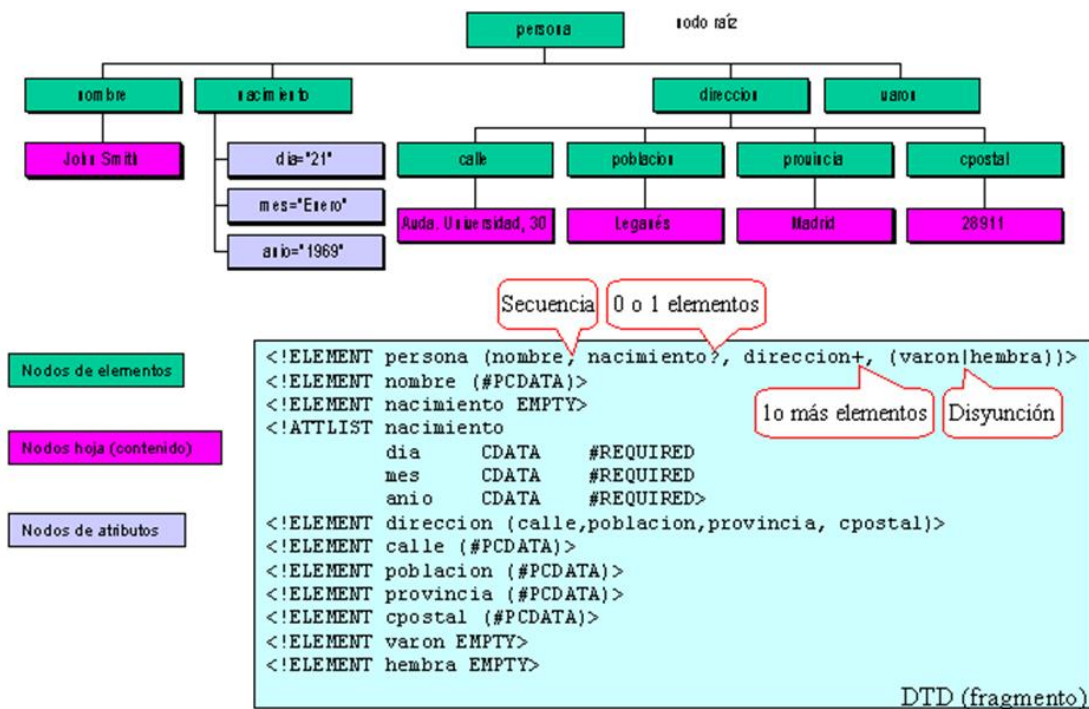 persona
nodo raíz
nombre nacimiento direccion varon
John Smith dia="21" calle poblacion provincia cpostal
mes="Enero" Avda. Universidad, 30 Leganés Madrid 28911
anio="1969"
Secuencia 0 o 1 elementos
<!ELEMENT persona (nombre, nacimiento?, direccion+, (varon|hembra))>
Nodos de elementos
<!ELEMENT nombre (#PCDATA)>
<!ELEMENT nacimiento EMPTY>
1o más elementos Disyunción
<!ATTLIST nacimiento
dia CDATA #REQUIRED
Nodos hoja (contenido)
mes CDATA #REQUIRED
anio CDATA #REQUIRED>
Nodos de atributos
<!ELEMENT direccion (calle,poblacion,provincia, cpostal)>
<!ELEMENT calle (#PCDATA)>
<!ELEMENT poblacion (#PCDATA)>
<!ELEMENT provincia (#PCDATA)>
<!ELEMENT cpostal (#PCDATA)>
<!ELEMENT varon EMPTY>
<!ELEMENT hembra EMPTY>
DTD (fragmento)